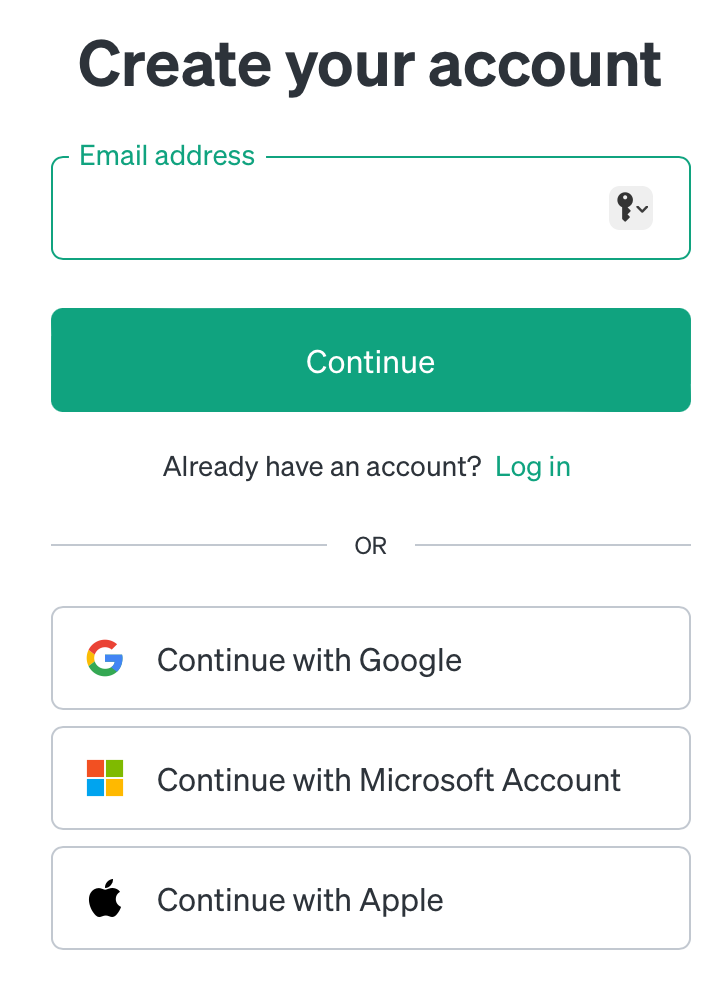 Create your account
Email address
Continue
Already have an account? Log in
OR
Continue with Google
Continue with Microsoft Account
Continue with Apple